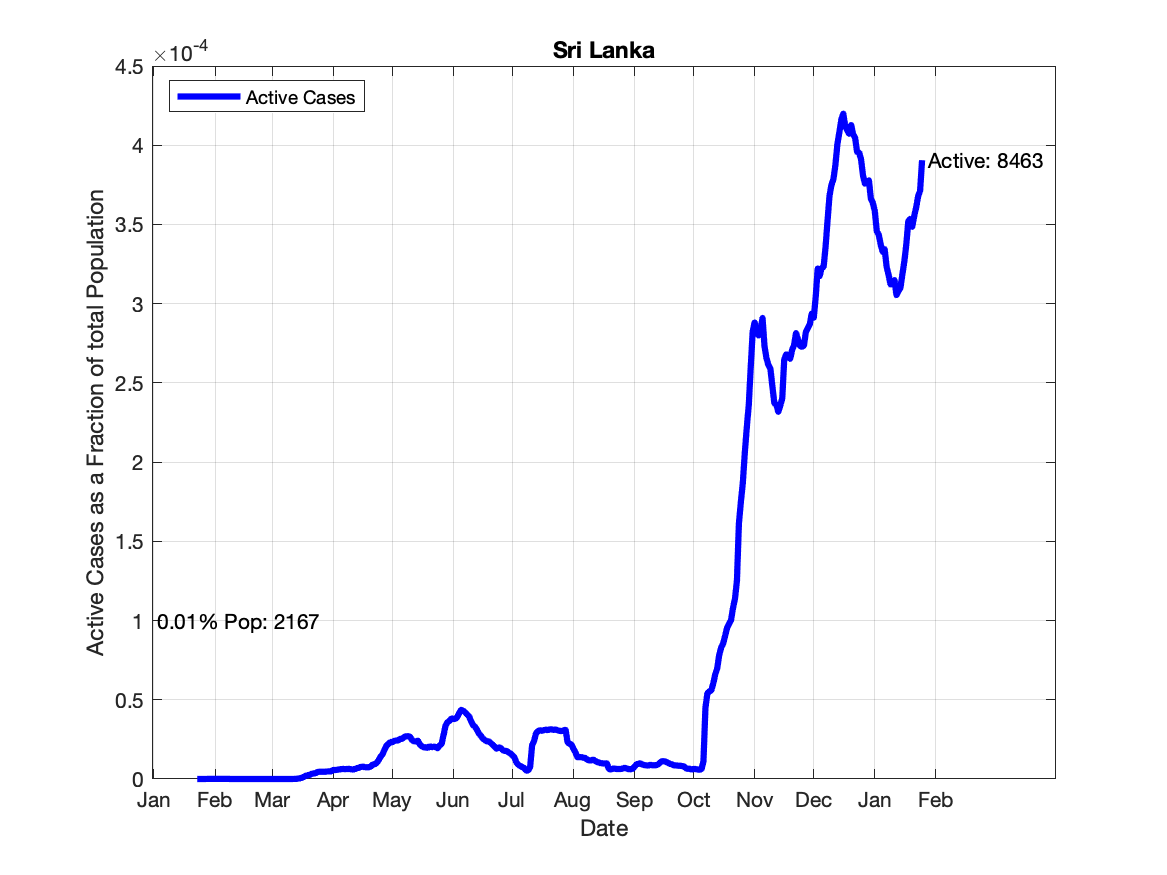 Sri Lanka
×10-4
4.5
4
3.5
3
2.5
2
1.5
1
0.5
0
Active Cases as a Fraction of total Population
Active Cases
Active: 8463
0.01% Pop: 2167
Jan Feb Mar Apr May Jun Jul Aug Sep Oct Nov Dec Jan Feb
Date